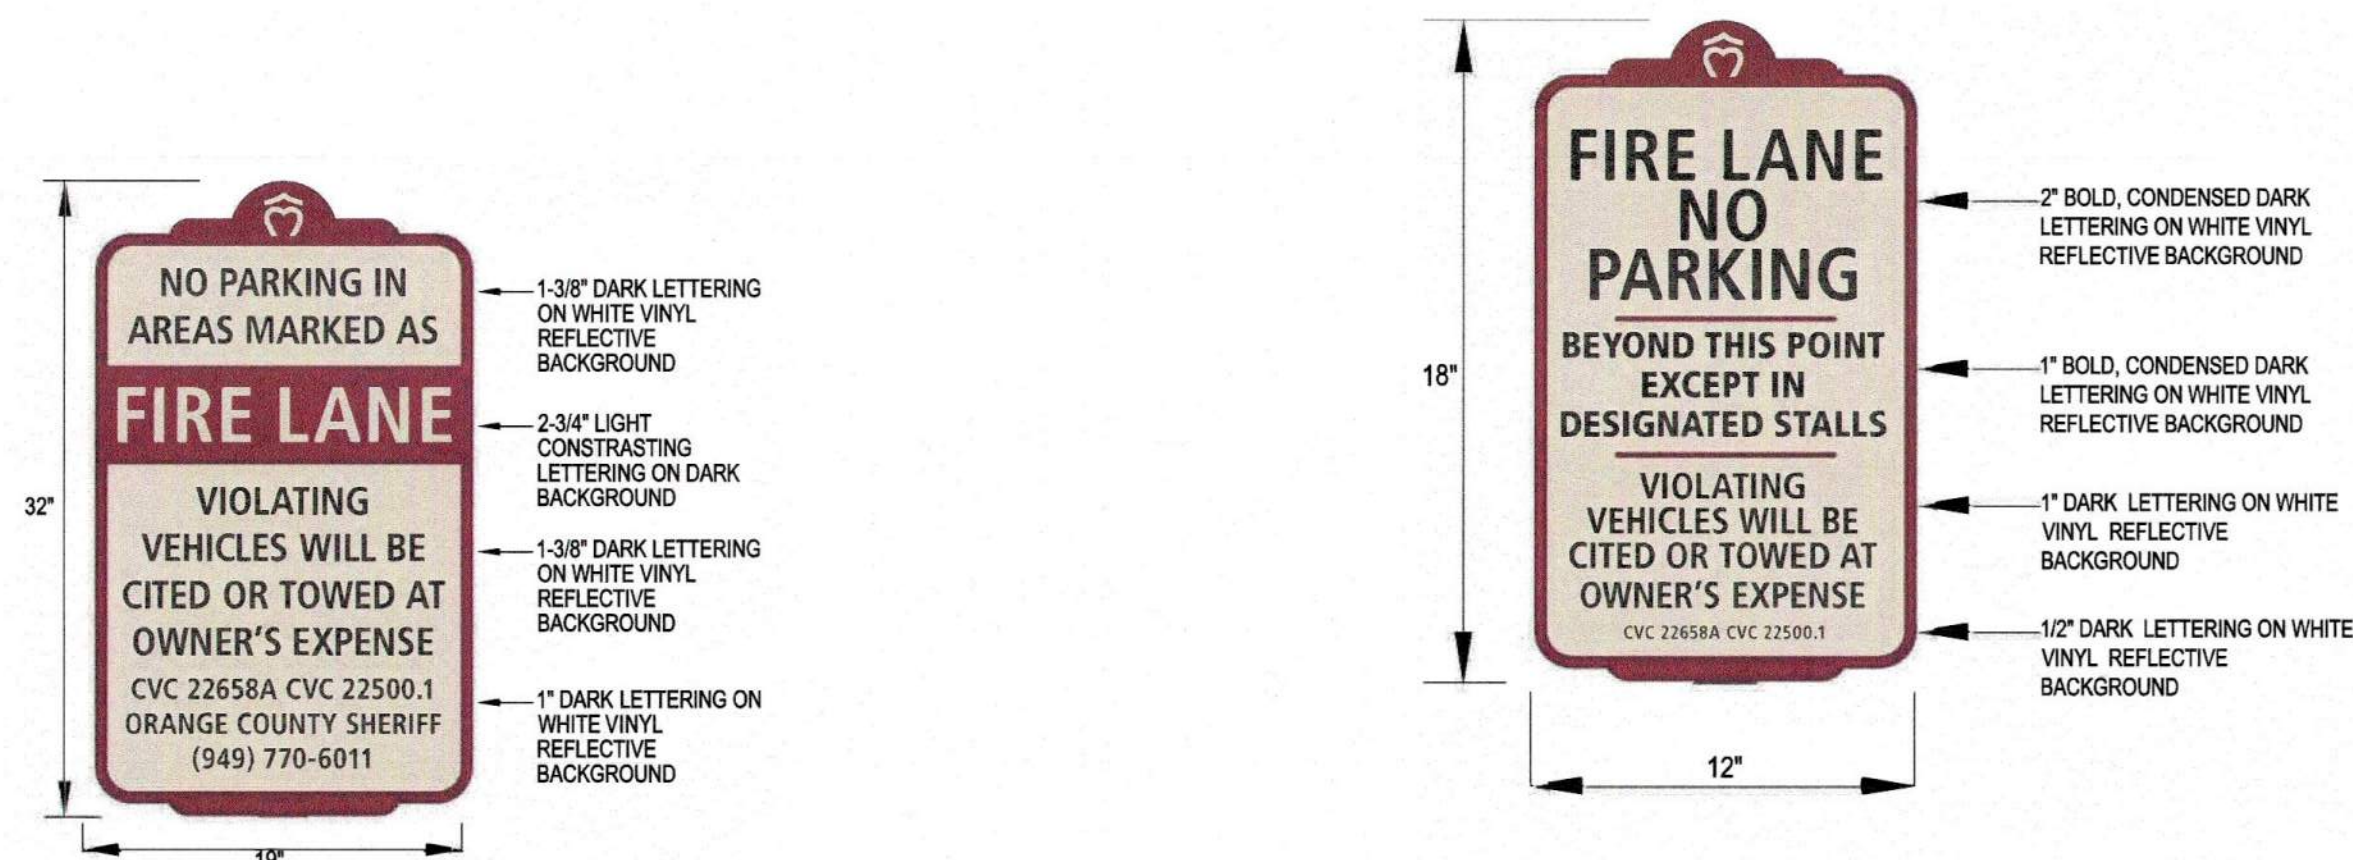 NO PARKING IN
AREAS MARKED AS
FIRE LANE
VIOLATING
VEHICLES WILL BE
CITED OR TOWED AT
OWNER'S EXPENSE
CVC 22658A CVC 22500.1
ORANGE COUNTY SHERIFF
(949) 770-6011
32"
19"
1-3/8" DARK LETTERING
ON WHITE VINYL
REFLECTIVE
BACKGROUND
2-3/4" LIGHT
CONSTRASTING
LETTERING ON DARK
BACKGROUND
1-3/8" DARK LETTERING
ON WHITE VINYL
REFLECTIVE
BACKGROUND
1" DARK LETTERING ON
WHITE VINYL
REFLECTIVE
BACKGROUND
FIRE LANE
NO
PARKING
BEYOND THIS POINT
EXCEPT IN
DESIGNATED STALLS
VIOLATING
VEHICLES WILL BE
CITED OR TOWED AT
OWNER'S EXPENSE
CVC 22658A CVC 22500.1
18"
12"
2" BOLD, CONDENSED DARK
LETTERING ON WHITE VINYL
REFLECTIVE BACKGROUND
1" BOLD, CONDENSED DARK
LETTERING ON WHITE VINYL
REFLECTIVE BACKGROUND
1" DARK LETTERING ON WHITE
VINYL REFLECTIVE
BACKGROUND
1/2" DARK LETTERING ON WHITE
VINYL REFLECTIVE
BACKGROUND